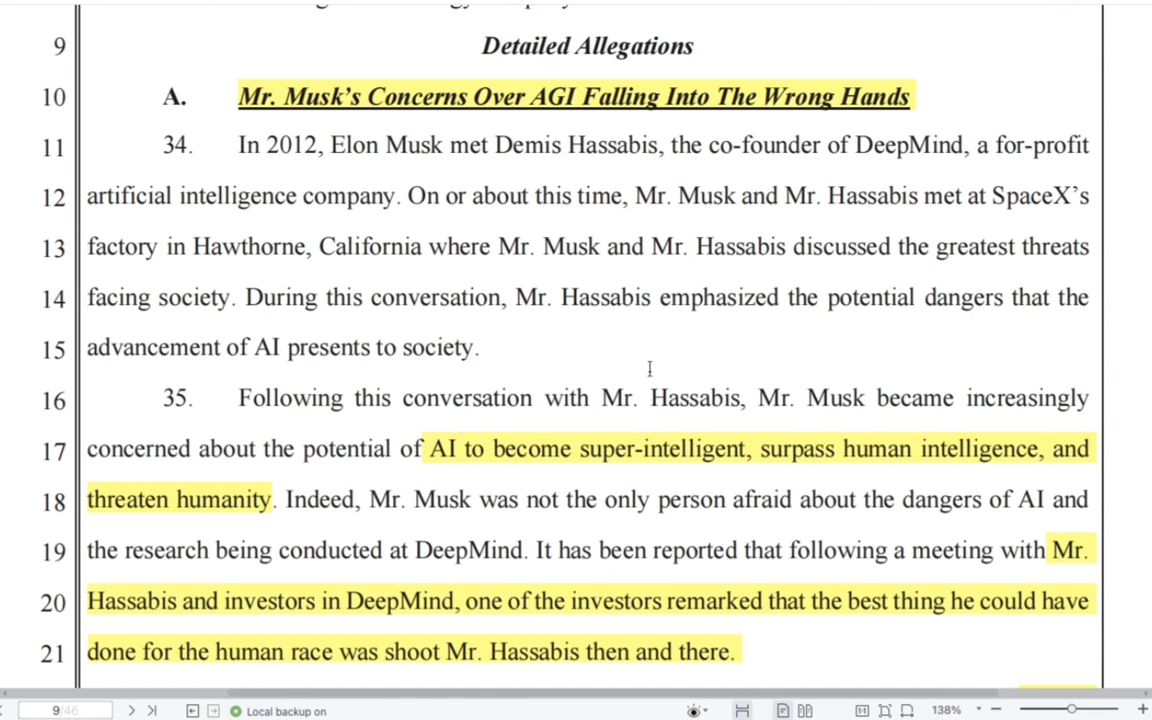 9 Detailed Allegations
10 A. Mr. Musk's Concerns Over AGI Falling Into The Wrong Hands
11 34. In 2012, Elon Musk met Demis Hassabis, the co-founder of DeepMind, a for-profit
12 artificial intelligence company. On or about this time, Mr. Musk and Mr. Hassabis met at SpaceX's
13 factory in Hawthorne, California where Mr. Musk and Mr. Hassabis discussed the greatest threats
14 facing society. During this conversation, Mr. Hassabis emphasized the potential dangers that the
15 advancement of AI presents to society.
16 35. Following this conversation with Mr. Hassabis, Mr. Musk became increasingly
17 concerned about the potential of AI to become super-intelligent, surpass human intelligence, and
18 threaten humanity. Indeed, Mr. Musk was not the only person afraid about the dangers of AI and
19 the research being conducted at DeepMind. It has been reported that following a meeting with Mr.
20 Hassabis and investors in DeepMind, one of the investors remarked that the best thing he could have
21 done for the human race was shoot Mr. Hassabis then and there.
9/46 Local backup on 138%